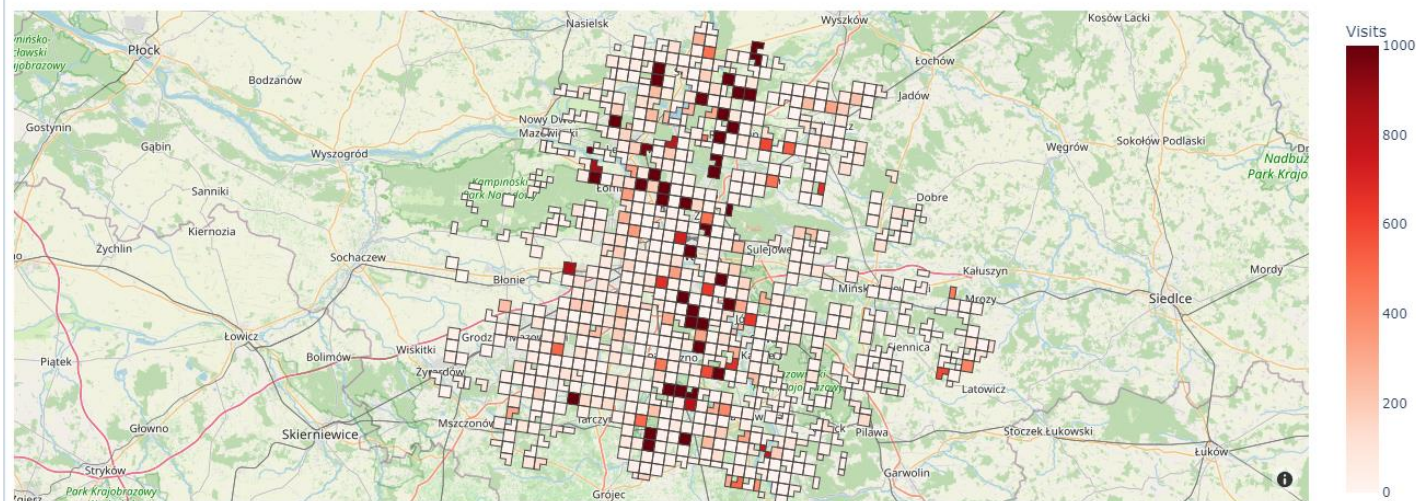 Nasielsk
Wyszków
Kosów Lacki
Visits
1000
Płock
Łochów
Bodzanów
Jadów
Gostynin
Nowy Dwór
Mazowiecki
Gąbin
Wyszogród
Węgrów
Sokołów Podlaski
Nadbuż
Park Krajo
800
Kampinoski
Park Narodowy
Sanniki
Dobre
Kiernozia
Żychlin
Sochaczew
Sulejowe
600
Błonie
Kałuszyn
Mordy
Mińsk
Mrozy
Siedlce
400
Łowicz
Grodz
Wiskitki
Bolimów
Piątek
Żyrardów
Siennica
Latowicz
200
Mszczonów
Tarczyn
Pilawa
Stoczek Łukowski
Głowno
Skierniewice
Łuków
Stryków
Garwolin
Park Krajobrazowy
Grójec
0